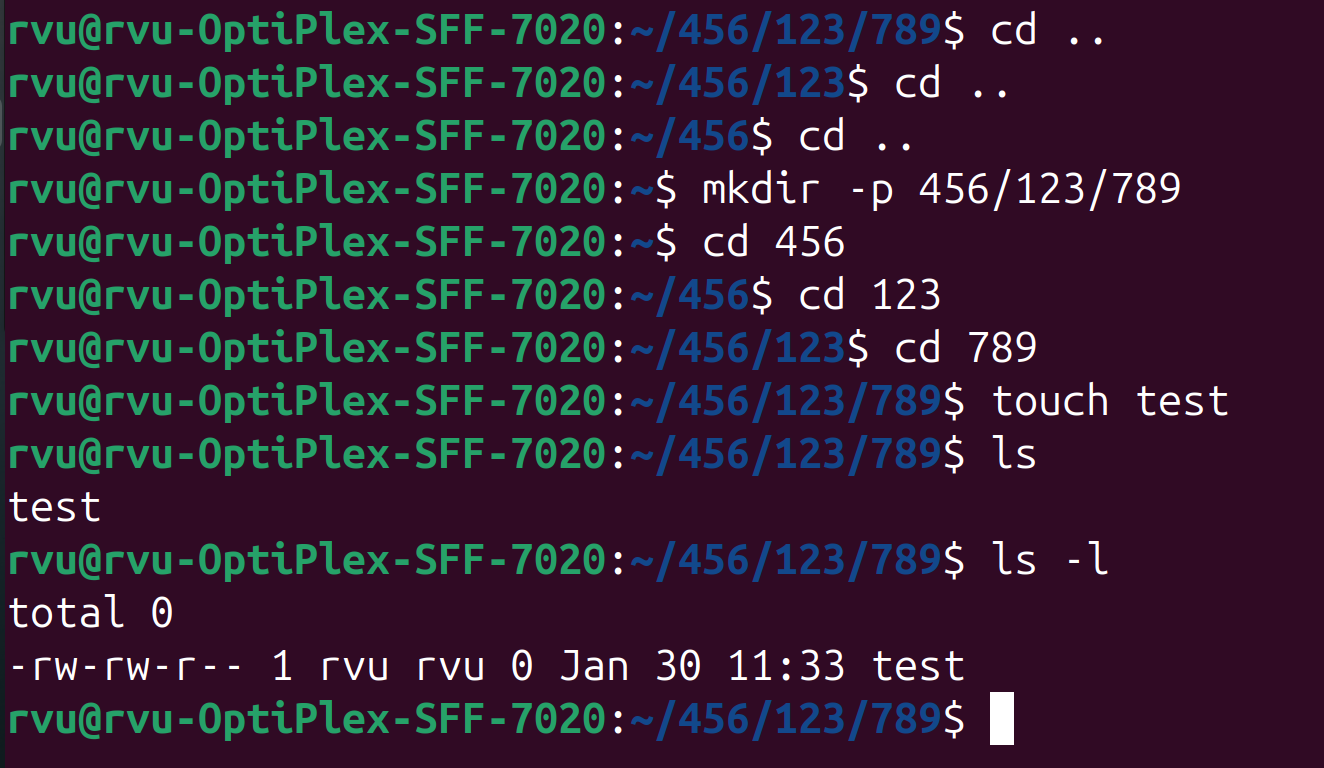 rvu@rvu-OptiPlex-SFF-7020:~/456/123/789$ cd ..
rvu@rvu-OptiPlex-SFF-7020:~/456/123$ cd ..
rvu@rvu-OptiPlex-SFF-7020:~/456$ cd ..
rvu@rvu-OptiPlex-SFF-7020:~$ mkdir -p 456/123/789
rvu@rvu-OptiPlex-SFF-7020:~$ cd 456
rvu@rvu-OptiPlex-SFF-7020:~/456$ cd 123
rvu@rvu-OptiPlex-SFF-7020:~/456/123$ cd 789
rvu@rvu-OptiPlex-SFF-7020:~/456/123/789$ touch test
rvu@rvu-OptiPlex-SFF-7020:~/456/123/789$ ls
test
rvu@rvu-OptiPlex-SFF-7020:~/456/123/789$ ls -l
total 0
-rw-rw-r-- 1 rvu rvu 0 Jan 30 11:33 test
rvu@rvu-OptiPlex-SFF-7020:~/456/123/789$